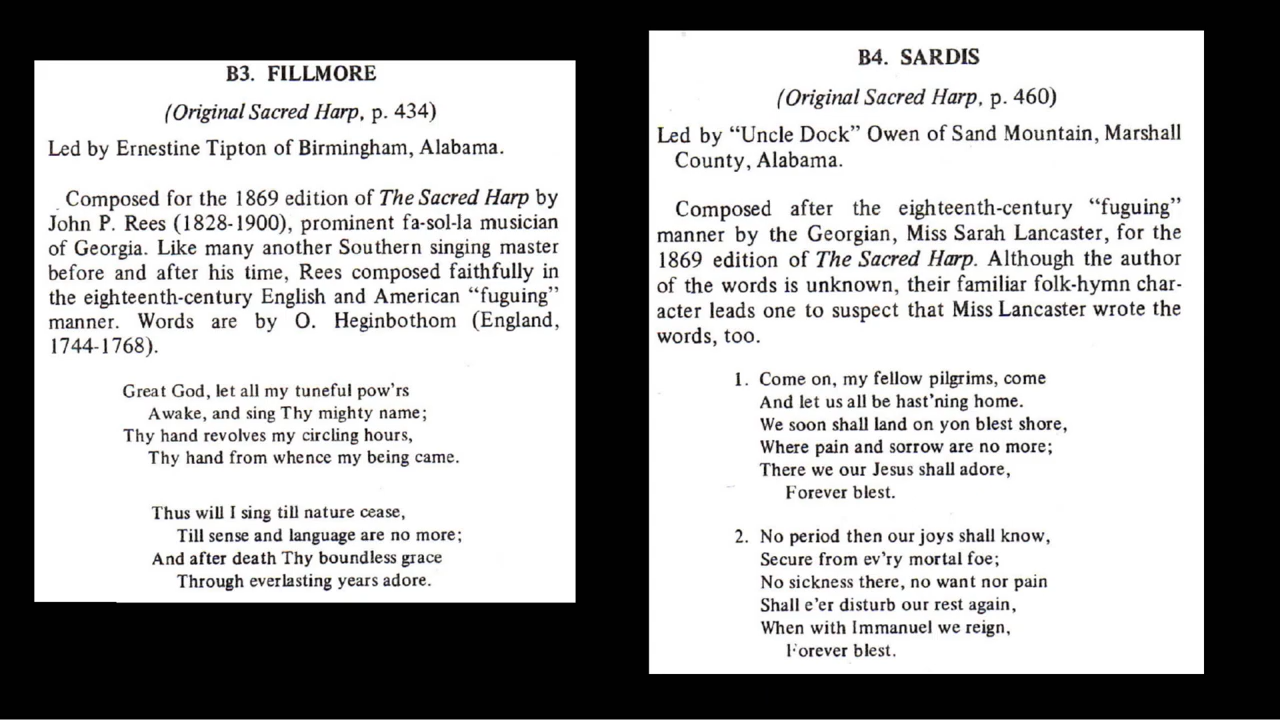 B3. FILLMORE
(Original Sacred Harp, p. 434)
Led by Ernestine Tipton of Birmingham, Alabama.
Composed for the 1869 edition of The Sacred Harp by
John P. Rees (1828-1900), prominent fa-sol-la musician
of Georgia. Like many another Southern singing master
before and after his time, Rees composed faithfully in
the eighteenth-century English and American “fuguing”
manner. Words are by O. Heginbothom (England,
1744-1768).
Great God, let all my tuneful pow'rs
Awake, and sing Thy mighty name;
Thy hand revolves my circling hours,
Thy hand from whence my being came.
Thus will I sing till nature cease,
Till sense and language are no more;
And after death Thy boundless grace
Through everlasting years adore.
B4. SARDIS
(Original Sacred Harp, p. 460)
Led by “Uncle Dock” Owen of Sand Mountain, Marshall
County, Alabama.
Composed after the eighteenth-century “fuguing”
manner by the Georgian, Miss Sarah Lancaster, for the
1869 edition of The Sacred Harp. Although the author
of the words is unknown, their familiar folk-hymn char-
acter leads one to suspect that Miss Lancaster wrote the
words, too.
1. Come on, my fellow pilgrims, come
And let us all be hast'ning home.
We soon shall land on yon blest shore,
Where pain and sorrow are no more;
There we our Jesus shall adore,
Forever blest.
2. No period then our joys shall know,
Secure from ev'ry mortal foe;
No sickness there, no want nor pain
Shall e'er disturb our rest again,
When with Immanuel we reign,
Forever blest.